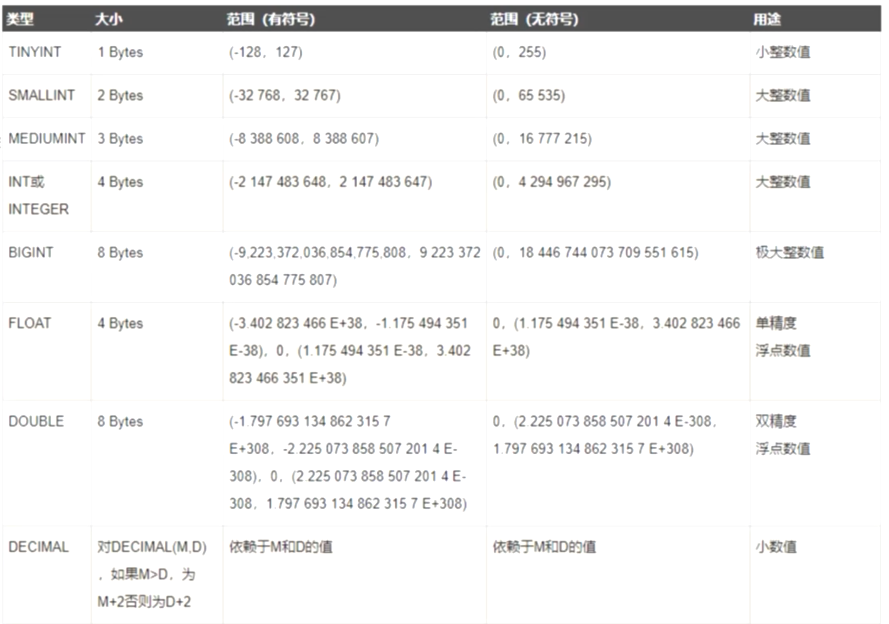 类型 大小 范围（有符号） 范围（无符号） 用途
TINYINT 1 Bytes (-128，127) (0，255) 小整数值
SMALLINT 2 Bytes (-32 768，32 767) (0，65 535) 大整数值
MEDIUMINT 3 Bytes (-8 388 608，8 388 607) (0，16 777 215) 大整数值
INT或 4 Bytes (-2 147 483 648，2 147 483 647) (0，4 294 967 295) 大整数值
INTEGER
BIGINT 8 Bytes (-9,223,372,036,854,775,808，9 223 372 (0，18 446 744 073 709 551 615) 极大整数值
036 854 775 807)
FLOAT 4 Bytes (-3.402 823 466 E+38，-1.175 494 351 0，(1.175 494 351 E-38，3.402 823 466 单精度
E-38)，0，(1.175 494 351 E-38，3.402 E+38) 浮点数值
823 466 351 E+38)
DOUBLE 8 Bytes (-1.797 693 134 862 315 7 0，(2.225 073 858 507 201 4 E-308， 双精度
E+308，-2.225 073 858 507 201 4 E- 1.797 693 134 862 315 7 E+308) 浮点数值
308)，0，(2.225 073 858 507 201 4 E-
308，1.797 693 134 862 315 7 E+308)
DECIMAL 对DECIMAL(M,D) 依赖于M和D的值 依赖于M和D的值 小数值
，如果M>D，为
M+2否则为D+2